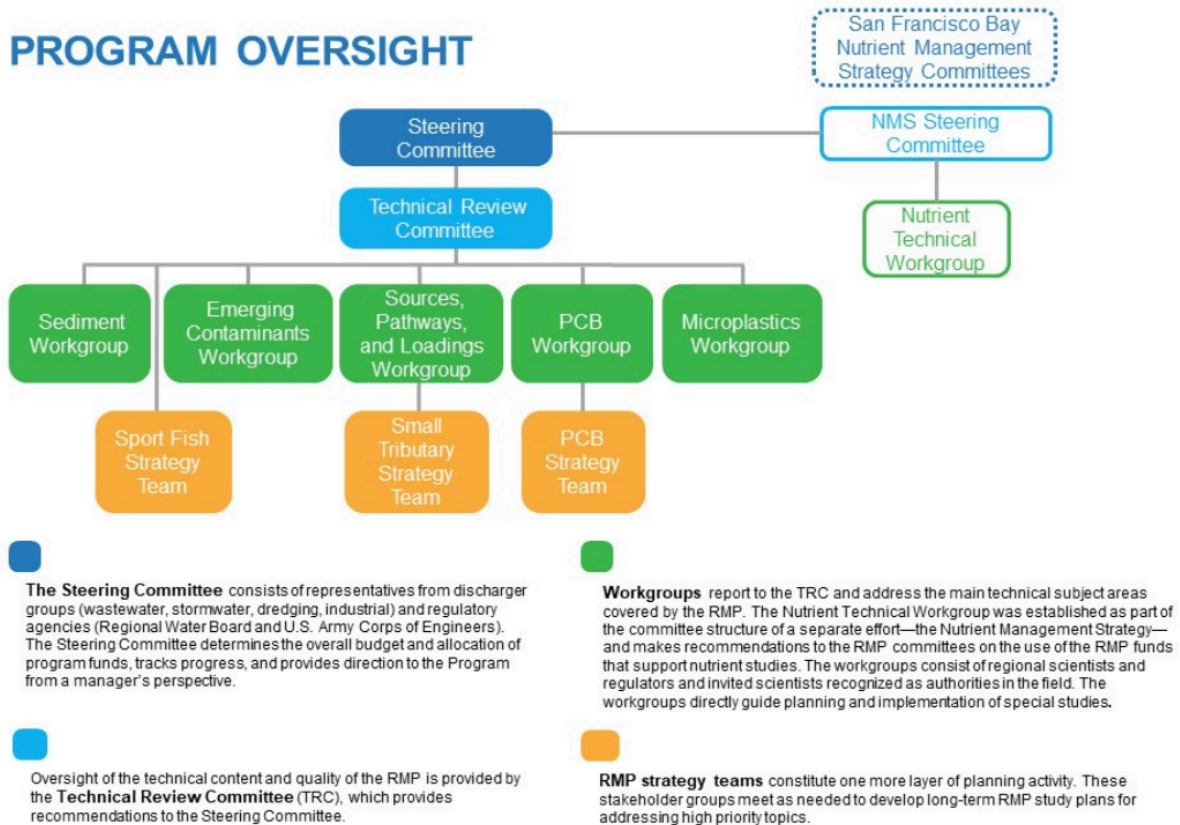 PROGRAM OVERSIGHT
San Francisco Bay
Nutrient Management
Strategy Committees
Steering
Committee
NMS Steering
Committee
Technical Review
Committee
Nutrient
Technical
Workgroup
Sediment
Workgroup
Emerging
Contaminants
Workgroup
Sources,
Pathways,
and Loadings
Workgroup
PCB
Workgroup
Microplastics
Workgroup
Sport Fish
Strategy
Team
Small
Tributary
Strategy
Team
PCB
Strategy
Team
The Steering Committee consists of representatives from discharger
groups (wastewater, stormwater, dredging, industrial) and regulatory
agencies (Regional Water Board and U.S. Army Corps of Engineers).
The Steering Committee determines the overall budget and allocation of
program funds, tracks progress, and provides direction to the Program
from a manager's perspective.
Workgroups report to the TRC and address the main technical subject areas
covered by the RMP. The Nutrient Technical Workgroup was established as part of
the committee structure of a separate effort—the Nutrient Management Strategy—
and makes recommendations to the RMP committees on the use of the RMP funds
that support nutrient studies. The workgroups consist of regional scientists and
regulators and invited scientists recognized as authorities in the field. The
workgroups directly guide planning and implementation of special studies.
Oversight of the technical content and quality of the RMP is provided by
the Technical Review Committee (TRC), which provides
recommendations to the Steering Committee.
RMP strategy teams constitute one more layer of planning activity. These
stakeholder groups meet as needed to develop long-term RMP study plans for
addressing high priority topics.